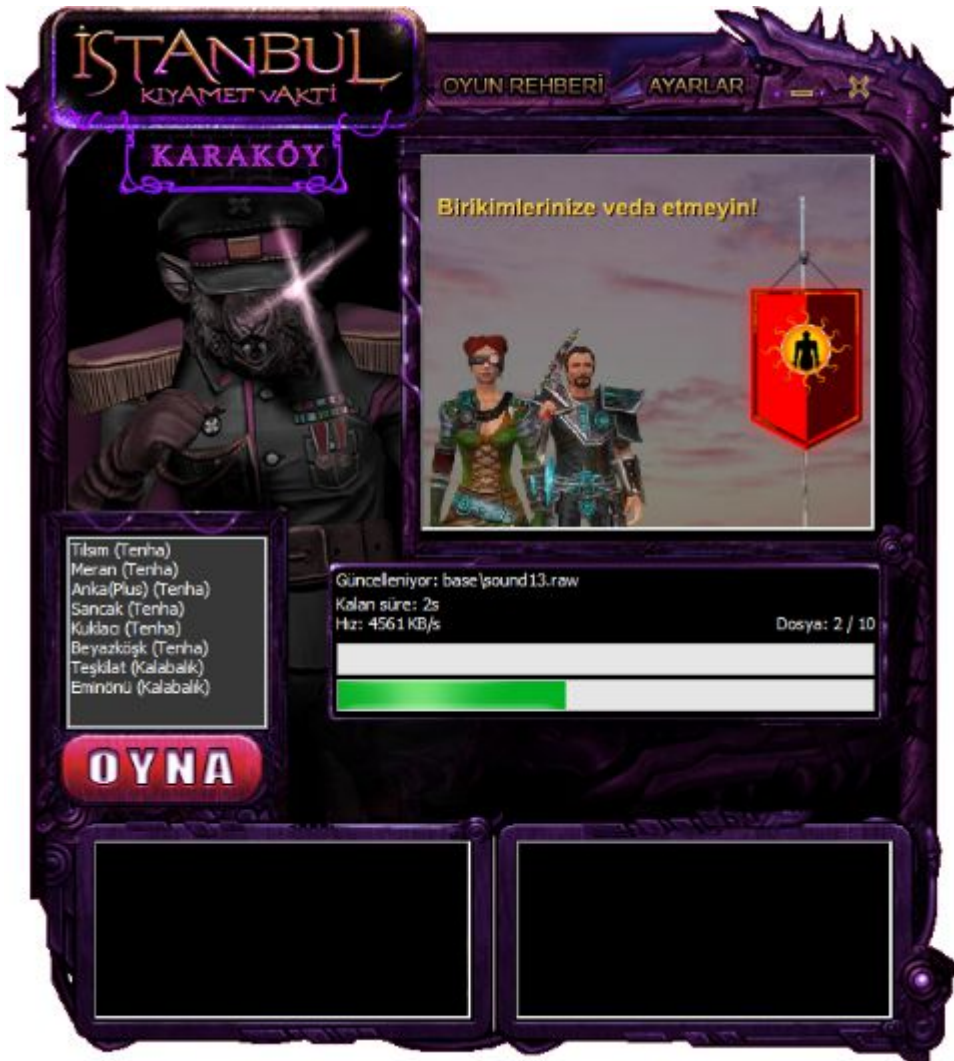 İSTANBUL
KIYAMET VAKTİ
KARAKÖY
OYUN REHBERİ
AYARLAR
Birikimlerinize veda etmeyin!
Tılsım (Tenha)
Meran (Tenha)
Anka(Plus) (Tenha)
Sancak (Tenha)
Kuklacı (Tenha)
Beyazköşk (Tenha)
Teşkilat (Kalabalık)
Eminönü (Kalabalık)
OYNA
Güncelleniyor: base\sound13.raw
Kalan süre: 2s
Hız: 4561 KB/s
Dosya: 2 / 10